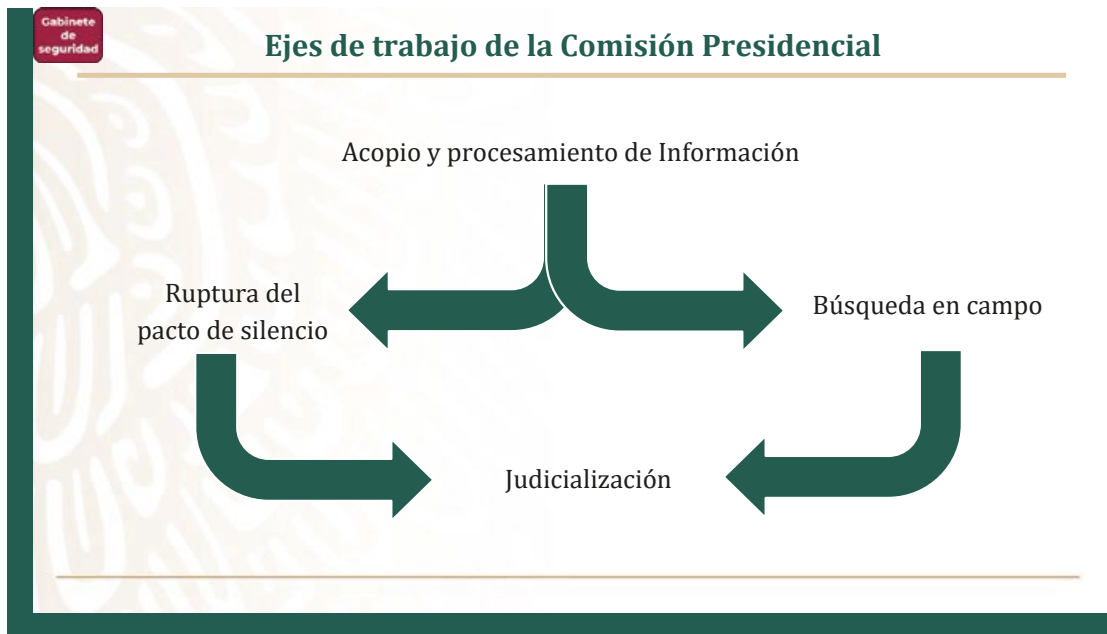 Gabinete
de
seguridad
Ejes de trabajo de la Comisión Presidencial
Acopio y procesamiento de Información
Ruptura del
pacto de silencio
Búsqueda en campo
Judicialización